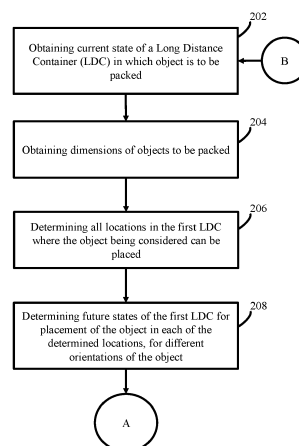 202
Obtaining current state of a Long Distance
Container (LDC) in which object is to be
packed
B
204
Obtaining dimensions of objects to be packed
206
Determining all locations in the first LDC
where the object being considered can be
placed
208
Determining future states of the first LDC for
placement of the object in each of the
determined locations, for different
orientations of the object
A